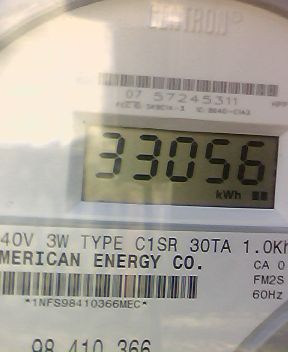 CENTRON®
07 57245311
33056
kWh
40V 3W TYPE C1SR 30TA 1.0Kh
MERICAN ENERGY CO.
CA 0
FM2S
60Hz
*1NFS98410366MEC*
98 410 366